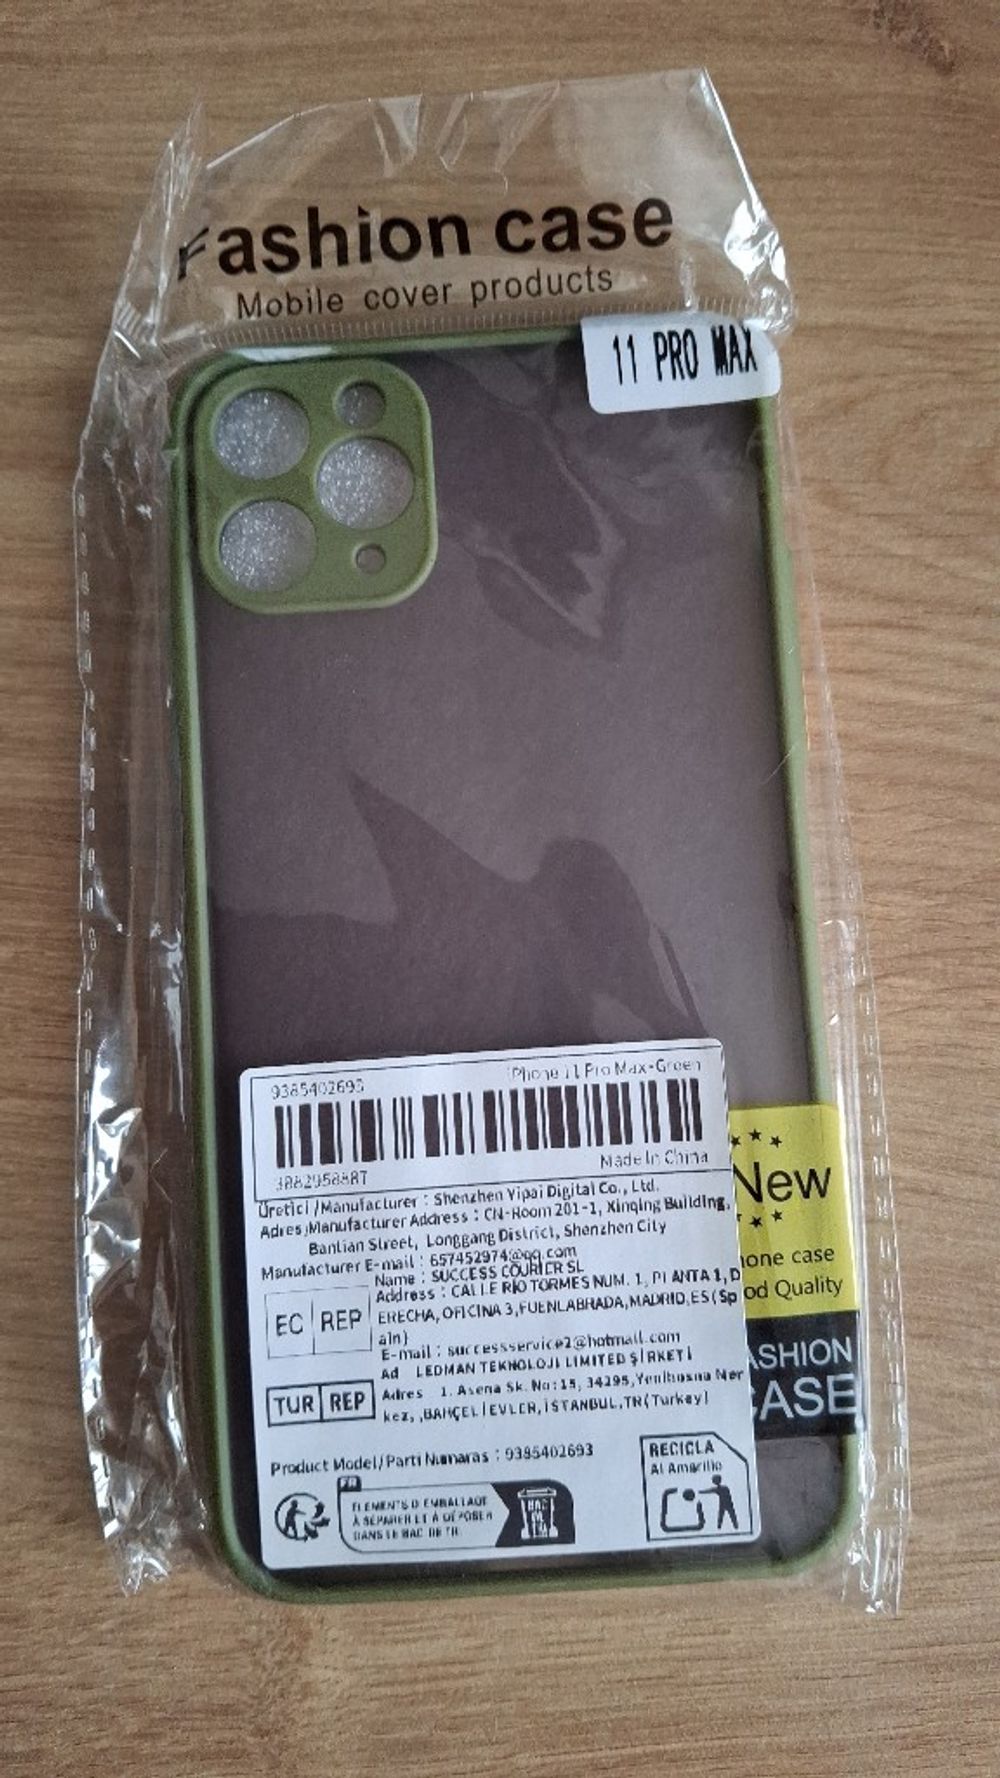 Fashion case
Mobile cover products
11 PRO MAX
9385402693
iPhone 11 Pro Max-Green
3882958887
Made In China
Üretici /Manufacturer : Shenzhen Yipai Digital Co., Ltd.
Adres/Manufacturer Address : CN-Room 201-1, Xinqing Building,
Bantian Street, Longgang District, Shenzhen City
Manufacturer E-mail : 657452974@qq.com
EC REP
Name : SUCCESS COURIER SL
Address : CALLE RIO TORMES NUM. 1, PLANTA 1, D
ERECHA, OFICINA 3,FUENLABRADA,MADRID,ES (Sp
ain)
E-mail : successservice2@hotmail.com
TUR REP
Ad LEDMAN TEKNOLOJI LIMITED ŞİRKETİ
Adres 1. Asena Sk. No:15, 34295,Yenibosna Mer
kez, ,BAHÇELİEVLER,İSTANBUL,TR(Turkey)
Product Model/Parti Numaras : 9385402693
FR
ÉLÉMENTS D'EMBALLAGE
À SÉPARER ET À DÉPOSER
DANS LE BAC DE TRI
BAC
DE
TRI
RECICLA
Al Amarillo
New
hone case
od Quality
ASHION
CASE